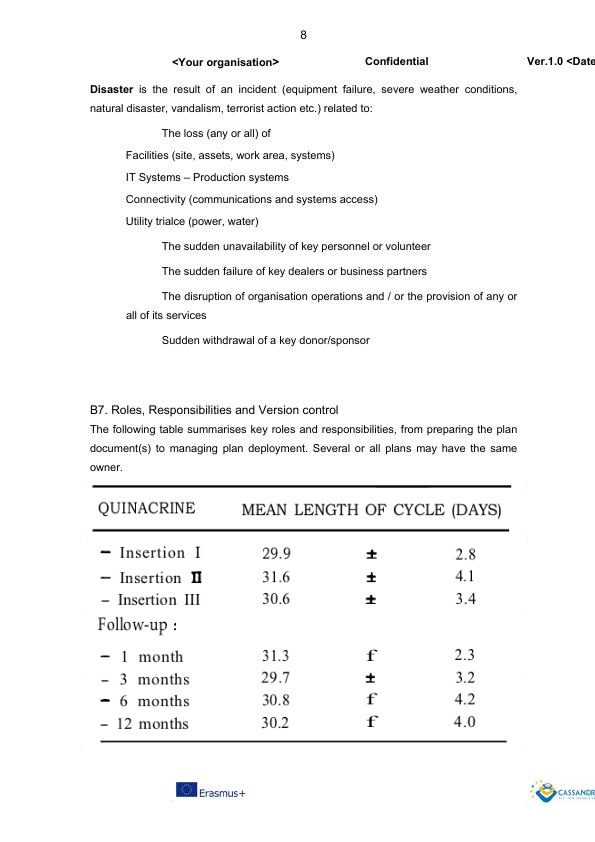 8
<Your organisation> Confidential Ver.1.0 <Date
Disaster is the result of an incident (equipment failure, severe weather conditions,
natural disaster, vandalism, terrorist action etc.) related to:
The loss (any or all) of
Facilities (site, assets, work area, systems)
IT Systems – Production systems
Connectivity (communications and systems access)
Utility trialce (power, water)
The sudden unavailability of key personnel or volunteer
The sudden failure of key dealers or business partners
The disruption of organisation operations and / or the provision of any or
all of its services
Sudden withdrawal of a key donor/sponsor
B7. Roles, Responsibilities and Version control
The following table summarises key roles and responsibilities, from preparing the plan
document(s) to managing plan deployment. Several or all plans may have the same
owner.
QUINACRINE MEAN LENGTH OF CYCLE (DAYS)
– Insertion I 29.9 ± 2.8
– Insertion II 31.6 ± 4.1
– Insertion III 30.6 ± 3.4
Follow-up :
– 1 month 31.3 f 2.3
– 3 months 29.7 ± 3.2
– 6 months 30.8 f 4.2
– 12 months 30.2 f 4.0
Erasmus+ CASSANDR